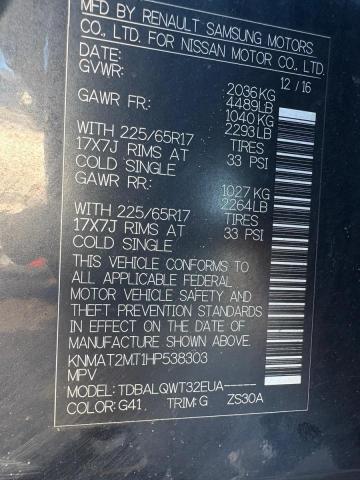 MFD BY RENAULT SAMSUNG MOTORS
CO., LTD. FOR NISSAN MOTOR CO., LTD.
DATE: 12/16
GVWR: 2036KG
4489LB
GAWR FR: 1040KG
2293LB
WITH 225/65R17 TIRES
17X7J RIMS AT 33 PSI
COLD SINGLE
GAWR RR: 1027KG
2264LB
WITH 225/65R17 TIRES
17X7J RIMS AT 33 PSI
COLD SINGLE
THIS VEHICLE CONFORMS TO
ALL APPLICABLE FEDERAL
MOTOR VEHICLE SAFETY AND
THEFT PREVENTION STANDARDS
IN EFFECT ON THE DATE OF
MANUFACTURE SHOWN ABOVE.
KNMAT2MT1HP538303
MPV
MODEL: TDBALQWT32EUA-----
COLOR: G41 TRIM: G ZS30A